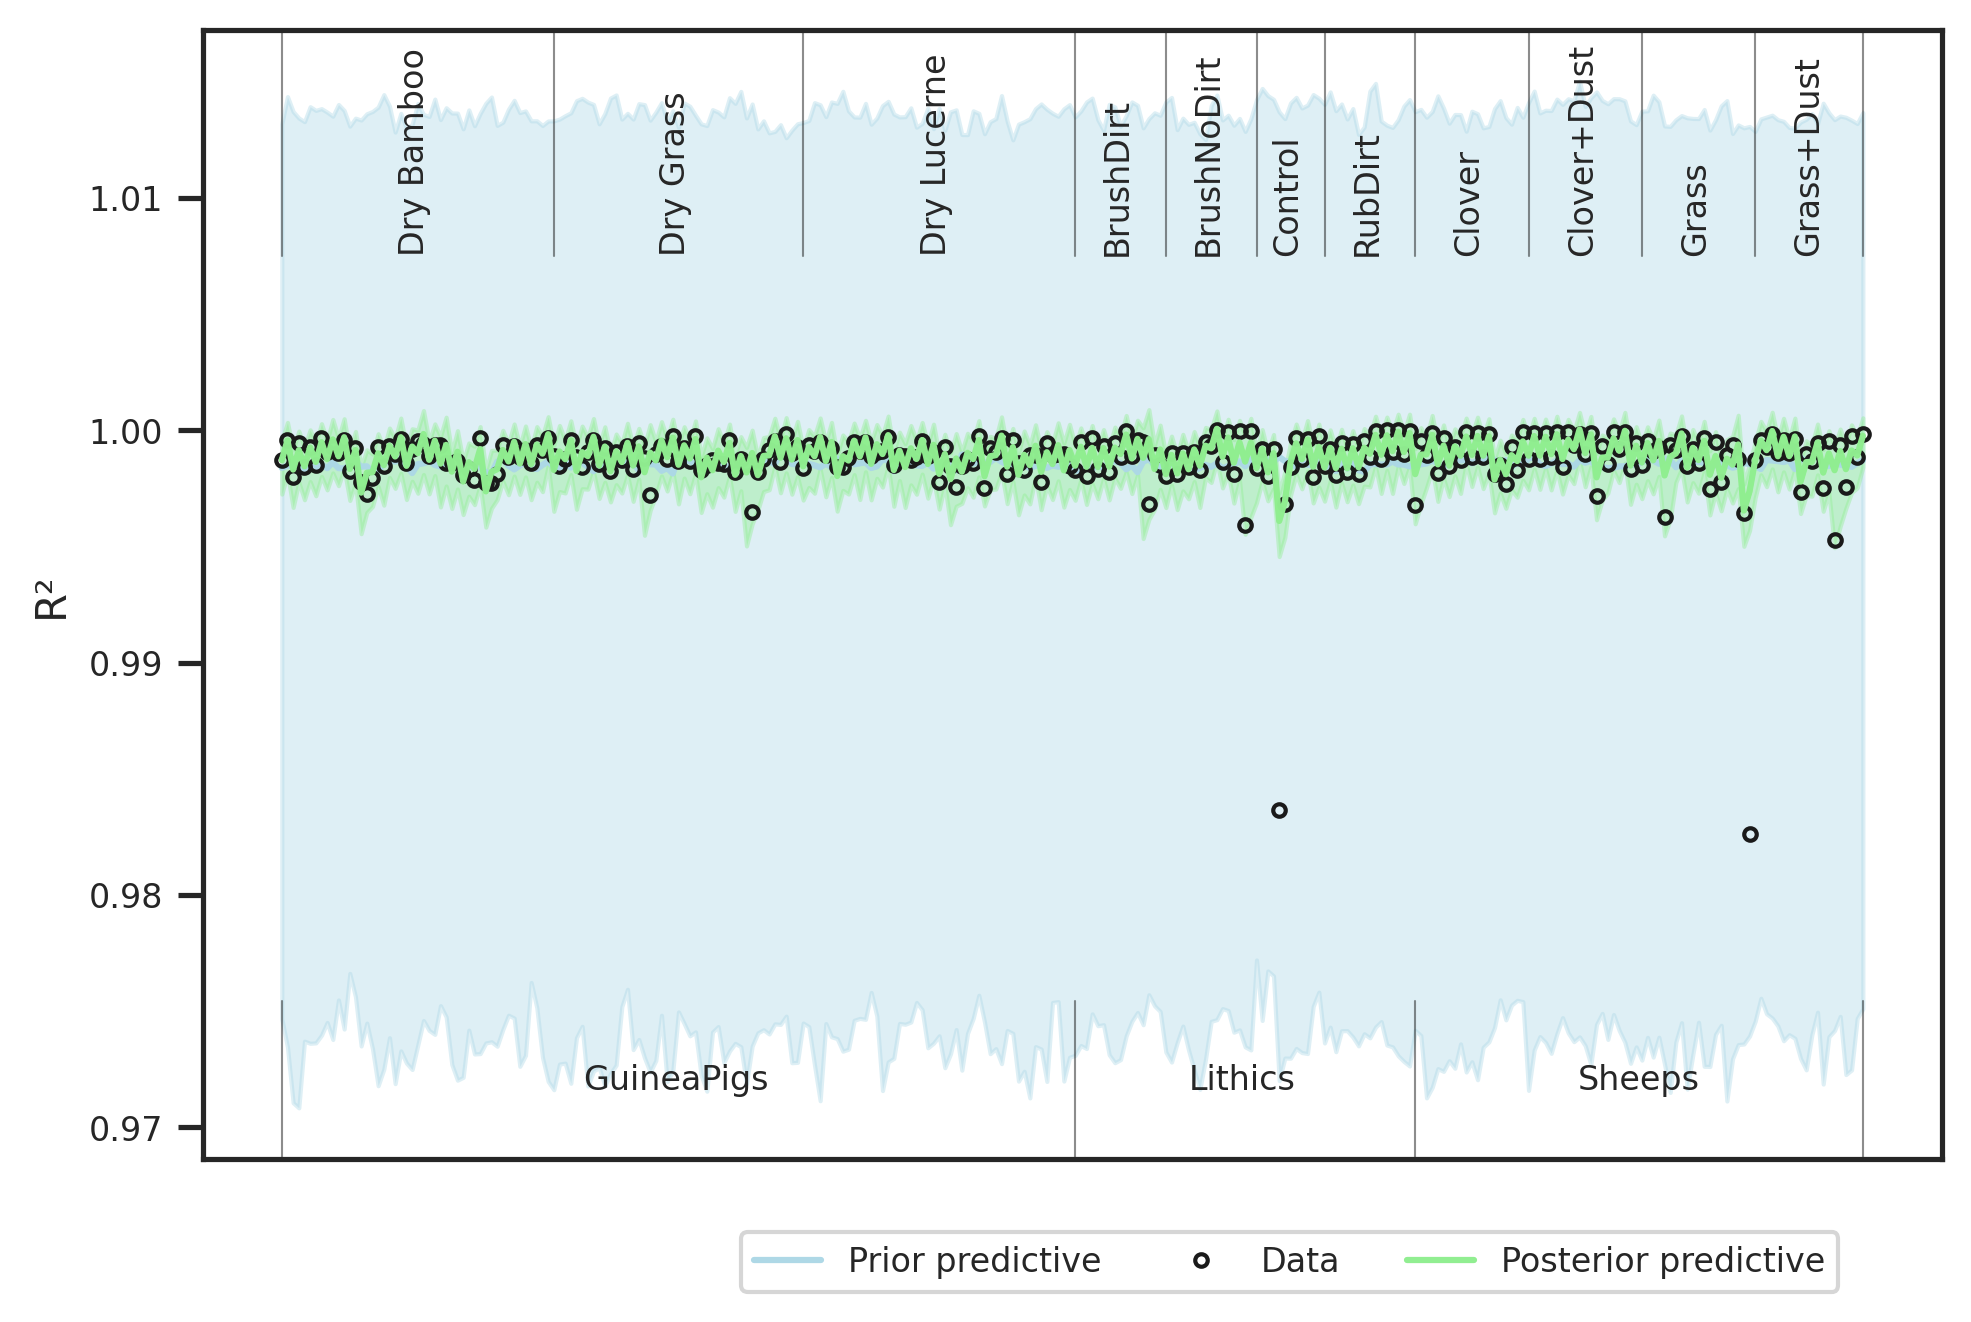 Dry Bamboo
Dry Grass
Dry Lucerne
BrushDirt
BrushNoDirt
Control
RubDirt
Clover
Clover+Dust
Grass
Grass+Dust
1.01
1.00
0.99
0.98
0.97
R²
GuineaPigs
Lithics
Sheeps
Prior predictive
Data
Posterior predictive